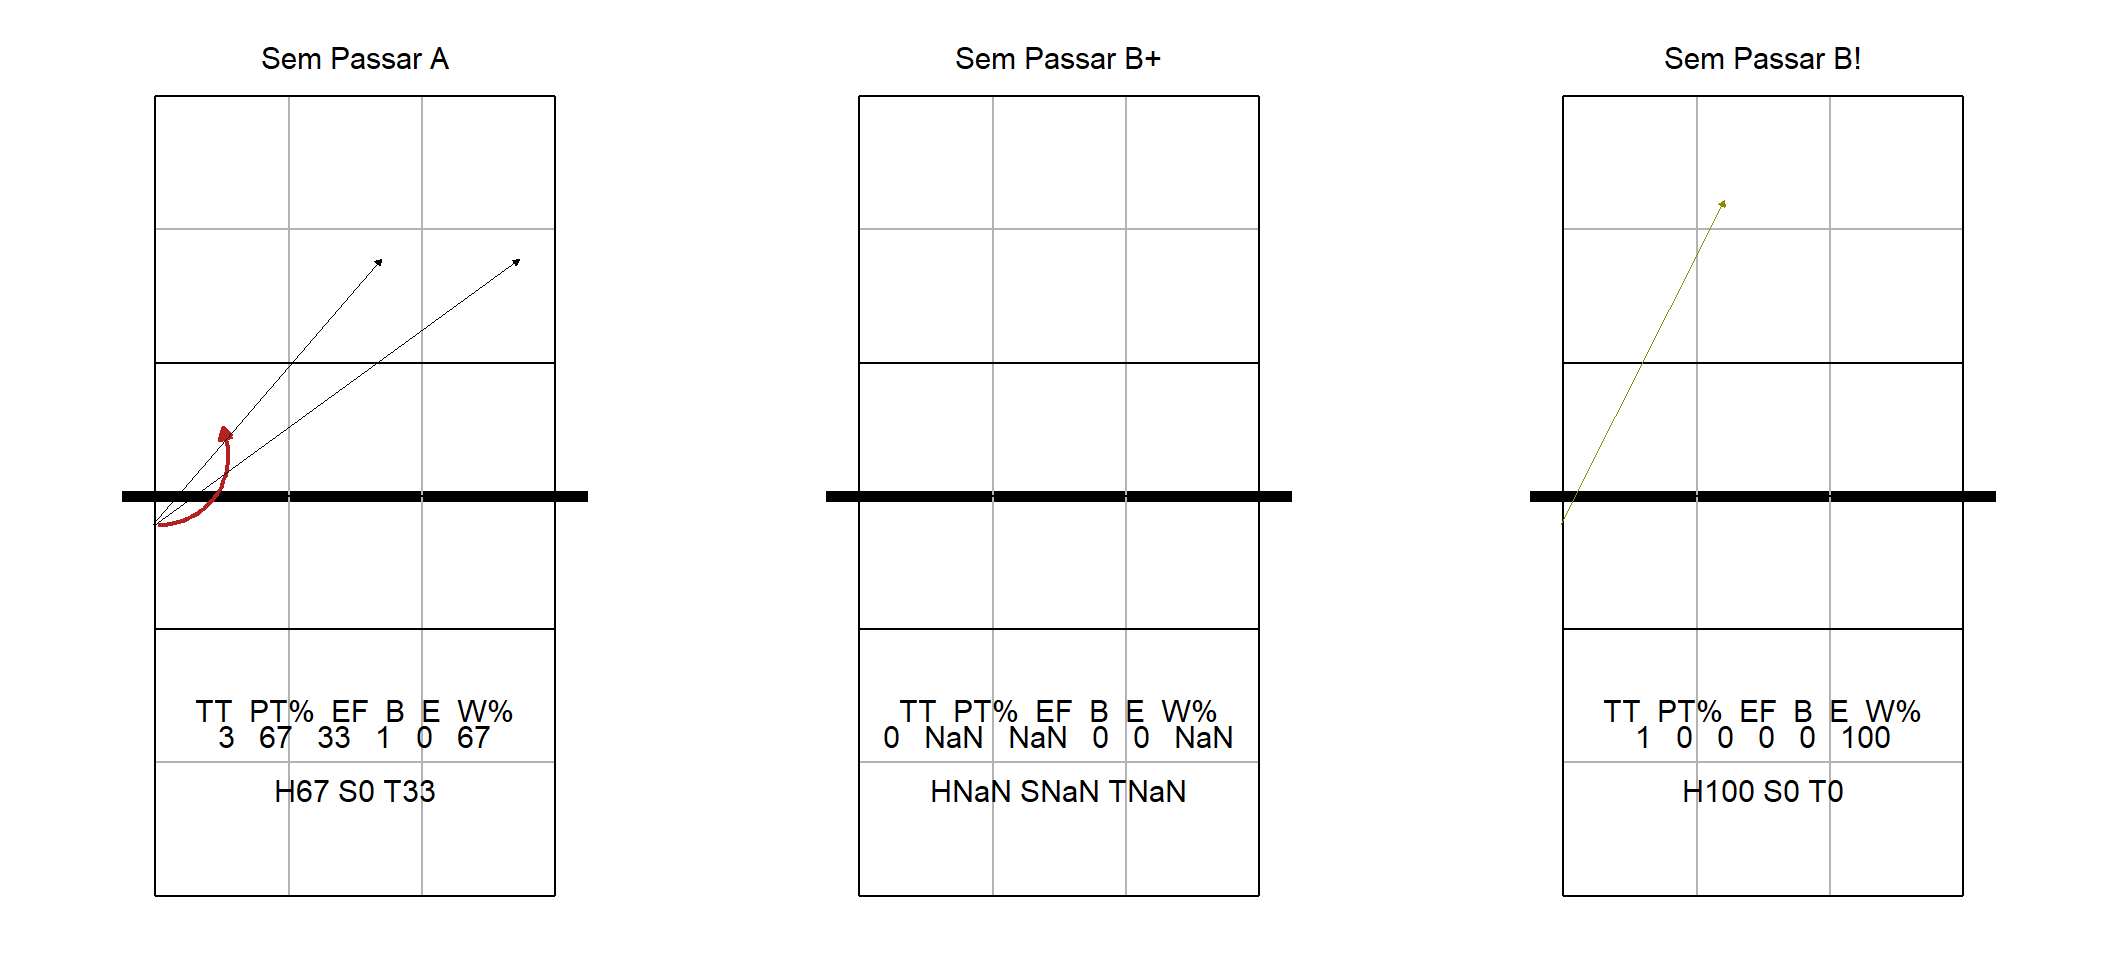 Sem Passar A
TT PT% EF B E W%
3 67 33 1 0 67
H67 S0 T33
Sem Passar B+
TT PT% EF B E W%
0 NaN NaN 0 0 NaN
HNaN SNaN TNaN
Sem Passar B!
TT PT% EF B E W%
1 0 0 0 0 100
H100 S0 T0